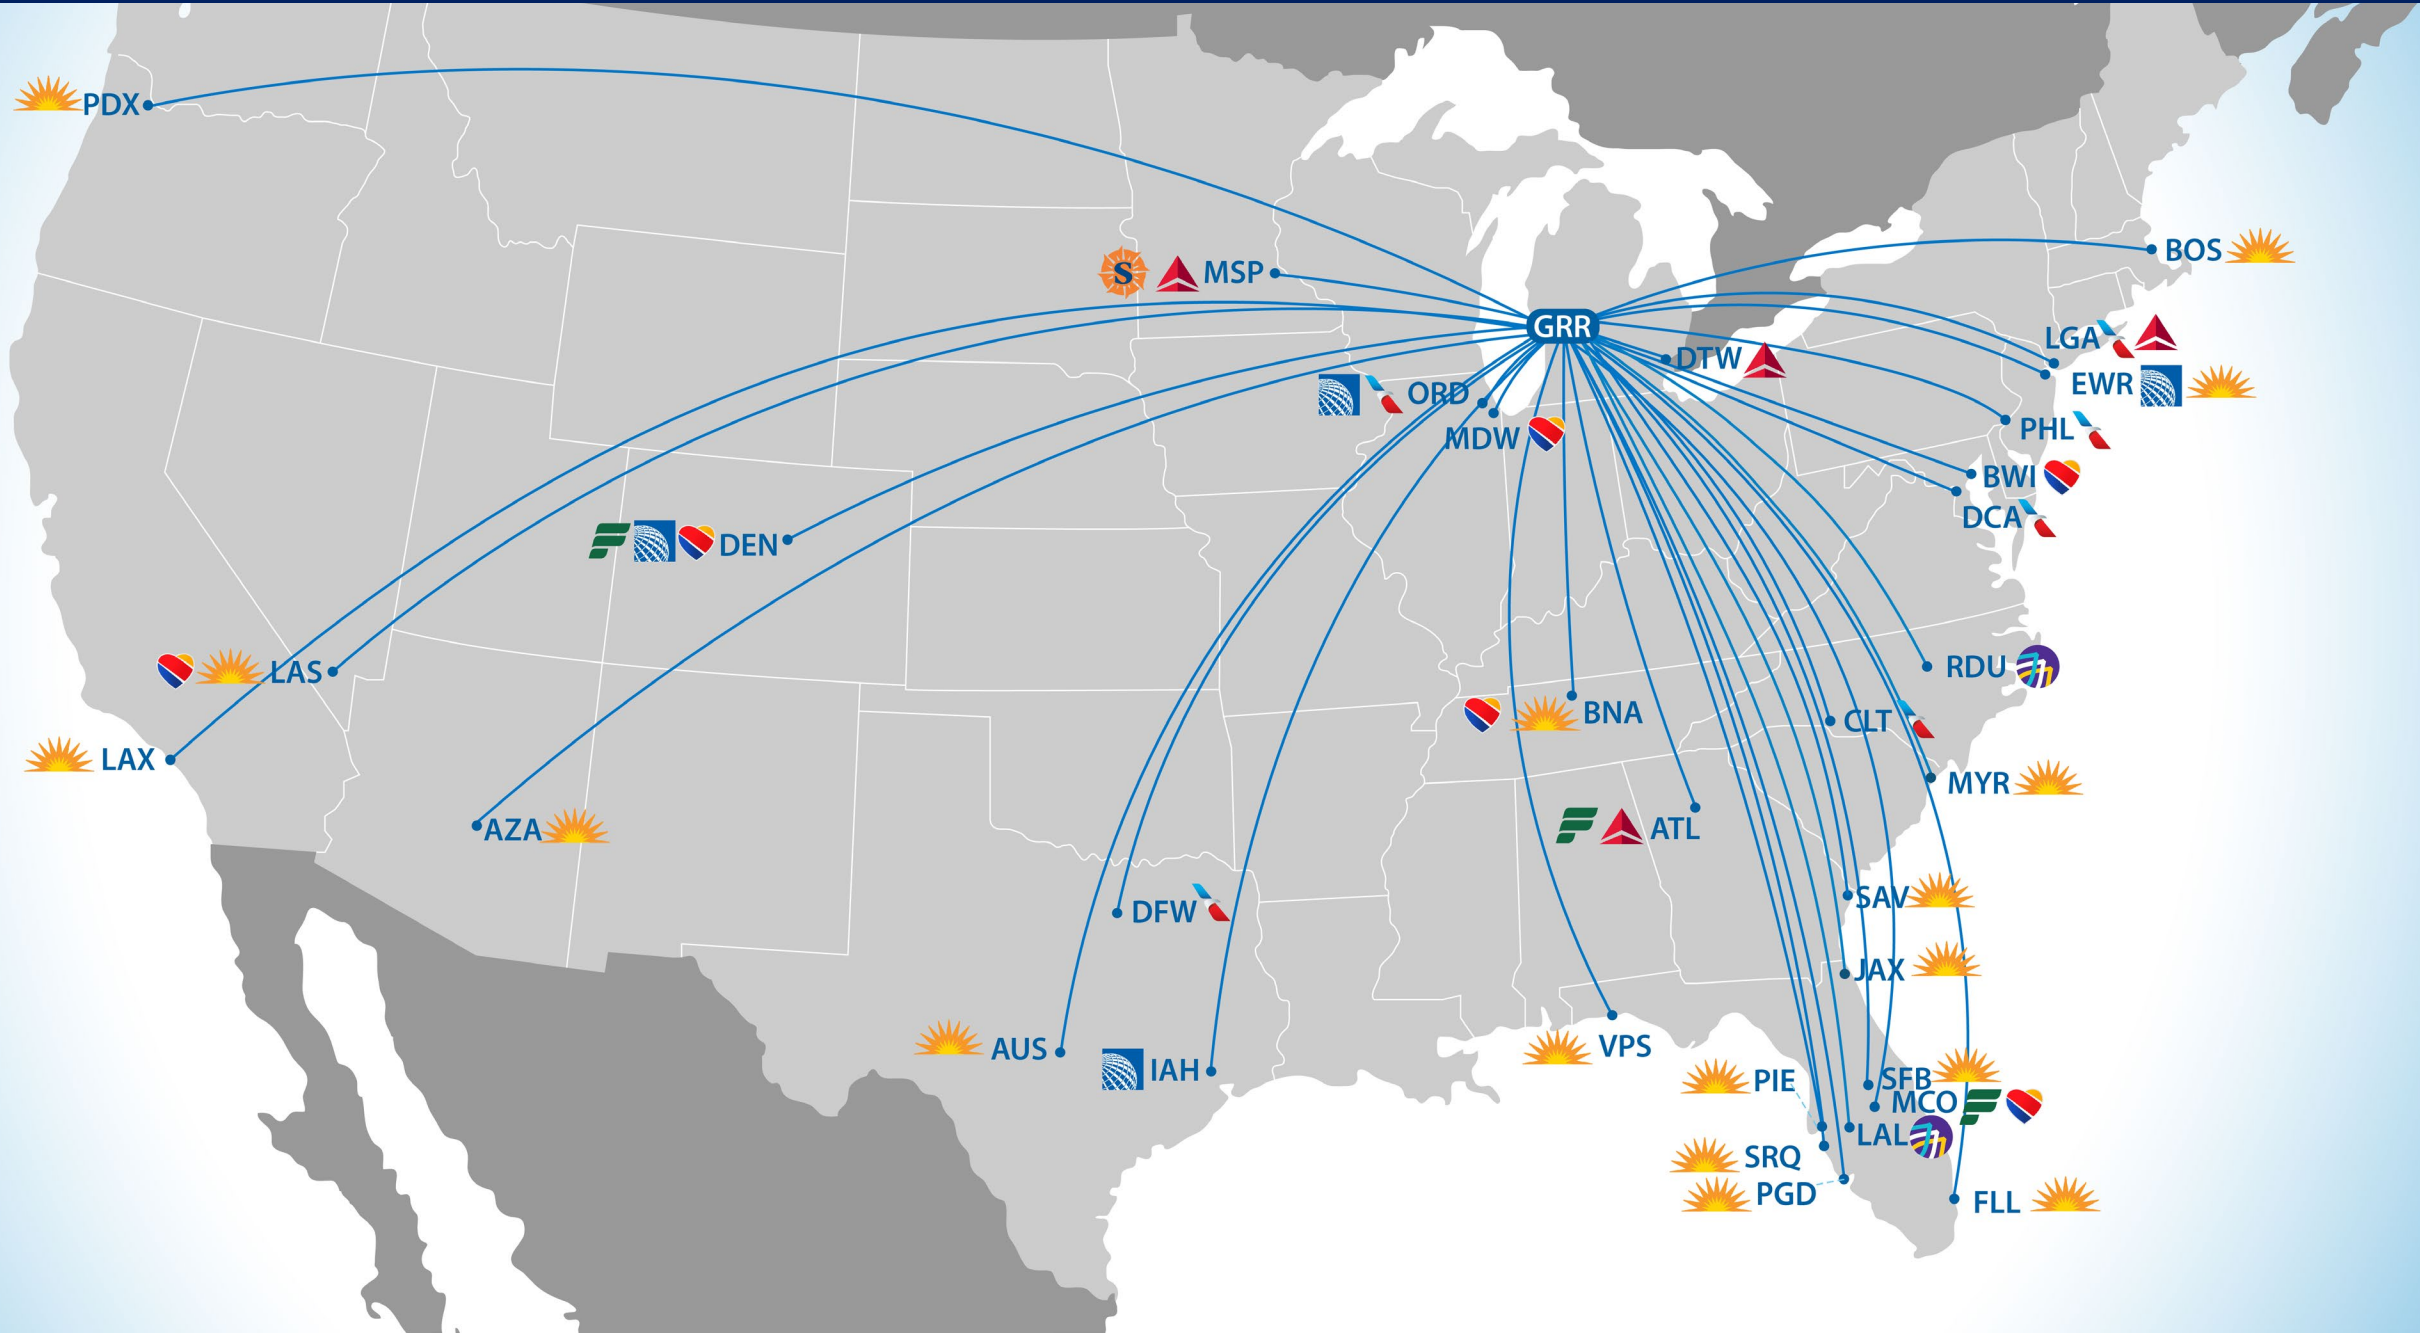 PDX
BOS
S
MSP
GRR
LGA
DTW
EWR
ORD
PHL
MDW
BWI
DCA
DEN
RDU
LAS
BNA
CLT
LAX
MYR
AZA
ATL
SAV
DFW
JAX
AUS
VPS
IAH
PIE
SFB
MCO
LAL
SRQ
PGD
FLL